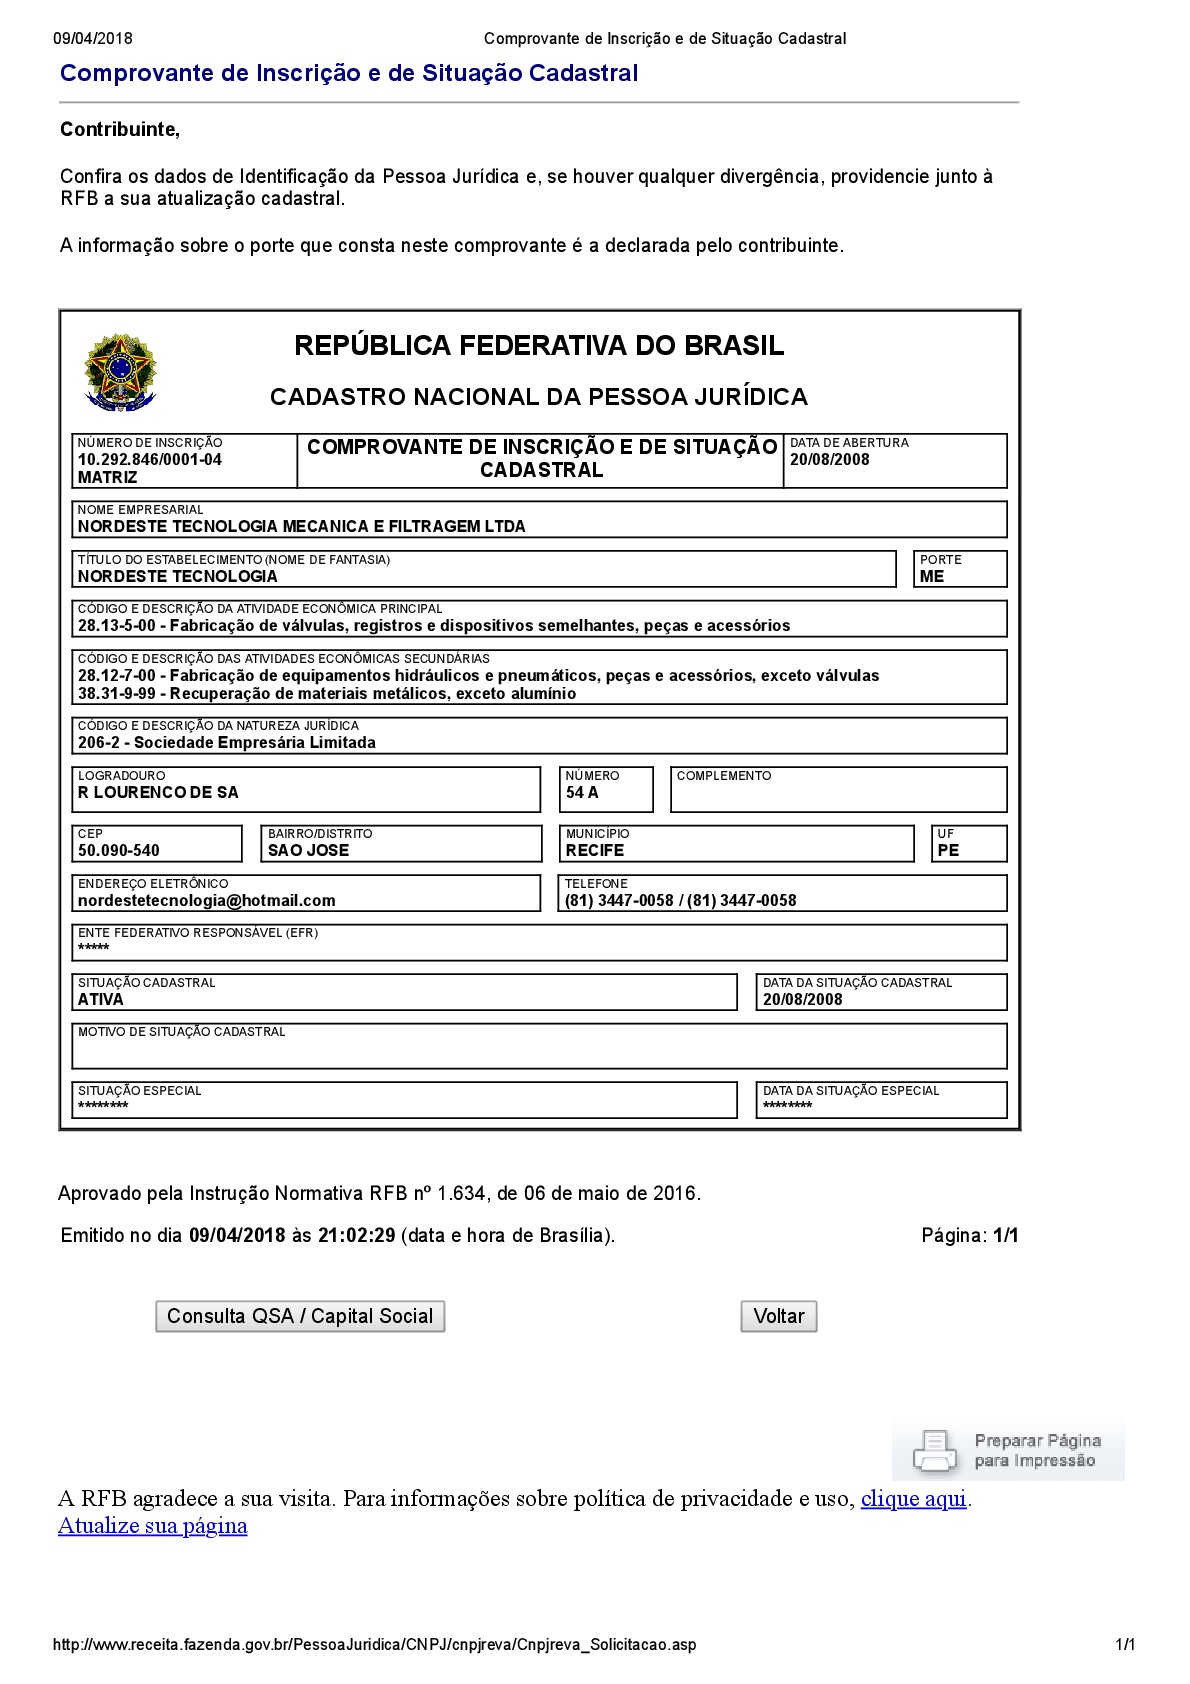 09/04/2018 Comprovante de Inscrição e de Situação Cadastral
Comprovante de Inscrição e de Situação Cadastral
Contribuinte,
Confira os dados de Identificação da Pessoa Jurídica e, se houver qualquer divergência, providencie junto à
RFB a sua atualização cadastral.
A informação sobre o porte que consta neste comprovante é a declarada pelo contribuinte.
REPÚBLICA FEDERATIVA DO BRASIL
CADASTRO NACIONAL DA PESSOA JURÍDICA
NÚMERO DE INSCRIÇÃO
10.292.846/0001-04
MATRIZ
COMPROVANTE DE INSCRIÇÃO E DE SITUAÇÃO
CADASTRAL
DATA DE ABERTURA
20/08/2008
NOME EMPRESARIAL
NORDESTE TECNOLOGIA MECANICA E FILTRAGEM LTDA
TÍTULO DO ESTABELECIMENTO (NOME DE FANTASIA)
NORDESTE TECNOLOGIA
PORTE
ME
CÓDIGO E DESCRIÇÃO DA ATIVIDADE ECONÔMICA PRINCIPAL
28.13-5-00 - Fabricação de válvulas, registros e dispositivos semelhantes, peças e acessórios
CÓDIGO E DESCRIÇÃO DAS ATIVIDADES ECONÔMICAS SECUNDÁRIAS
28.12-7-00 - Fabricação de equipamentos hidráulicos e pneumáticos, peças e acessórios, exceto válvulas
38.31-9-99 - Recuperação de materiais metálicos, exceto alumínio
CÓDIGO E DESCRIÇÃO DA NATUREZA JURÍDICA
206-2 - Sociedade Empresária Limitada
LOGRADOURO
R LOURENCO DE SA
NÚMERO
54 A
COMPLEMENTO
CEP
50.090-540
BAIRRO/DISTRITO
SAO JOSE
MUNICÍPIO
RECIFE
UF
PE
ENDEREÇO ELETRÔNICO
nordestetecnologia@hotmail.com
TELEFONE
(81) 3447-0058 / (81) 3447-0058
ENTE FEDERATIVO RESPONSÁVEL (EFR)
*****
SITUAÇÃO CADASTRAL
ATIVA
DATA DA SITUAÇÃO CADASTRAL
20/08/2008
MOTIVO DE SITUAÇÃO CADASTRAL
SITUAÇÃO ESPECIAL
********
DATA DA SITUAÇÃO ESPECIAL
********
Aprovado pela Instrução Normativa RFB nº 1.634, de 06 de maio de 2016.
Emitido no dia 09/04/2018 às 21:02:29 (data e hora de Brasília). Página: 1/1
Consulta QSA / Capital Social Voltar
Preparar Página
para Impressão
A RFB agradece a sua visita. Para informações sobre política de privacidade e uso, clique aqui.
Atualize sua página
http://www.receita.fazenda.gov.br/PessoaJuridica/CNPJ/cnpjreva/Cnpjreva_Solicitacao.asp 1/1